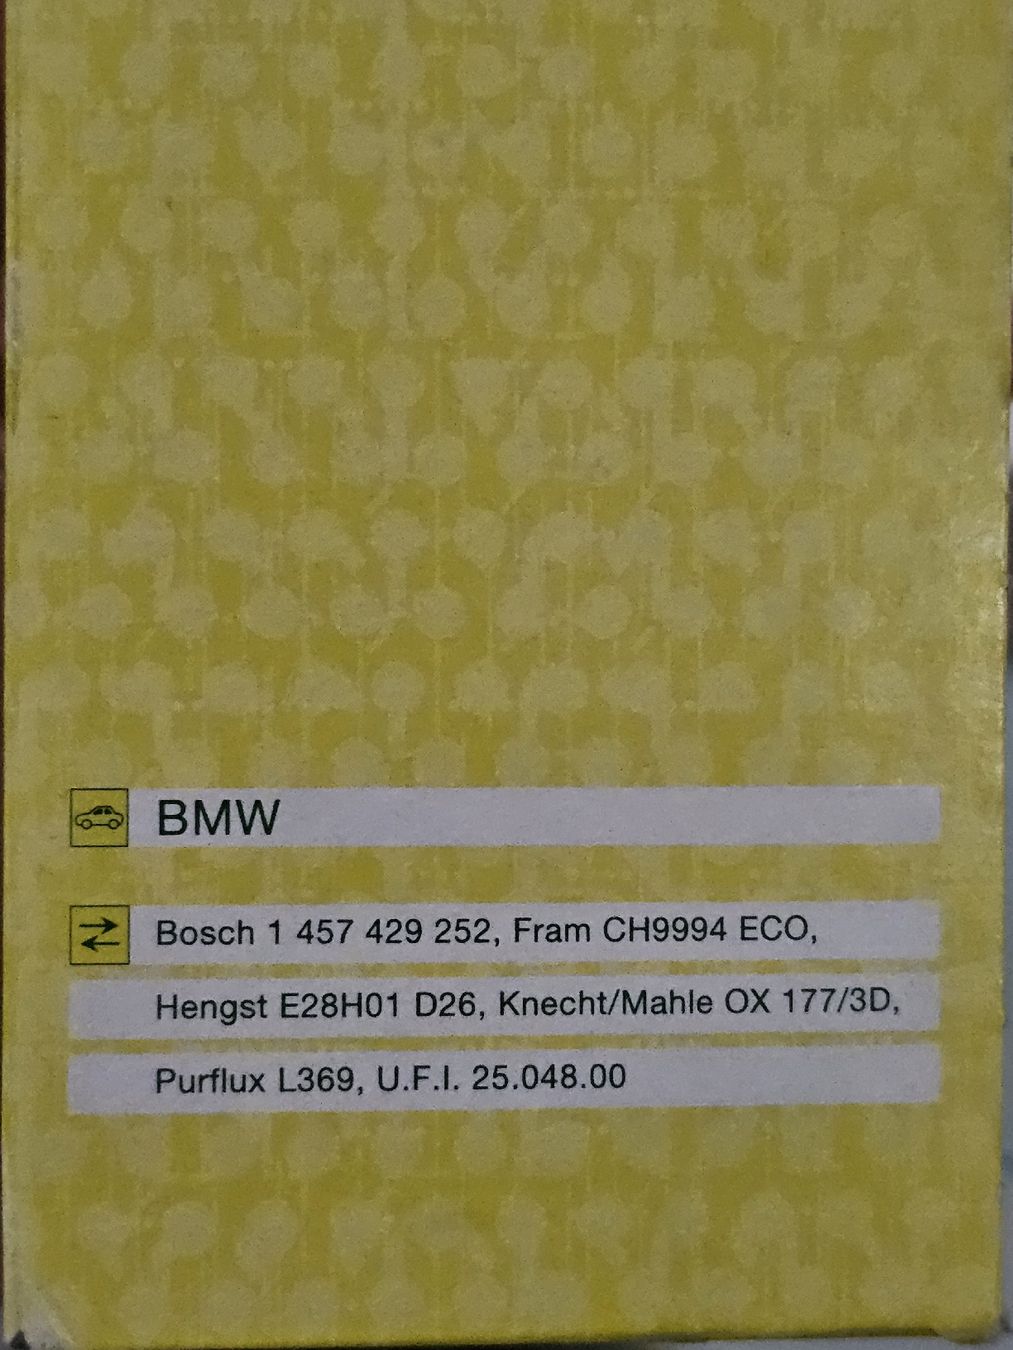 BMW
Bosch 1 457 429 252, Fram CH9994 ECO,
Hengst E28H01 D26, Knecht/Mahle OX 177/3D,
Purflux L369, U.F.I. 25.048.00